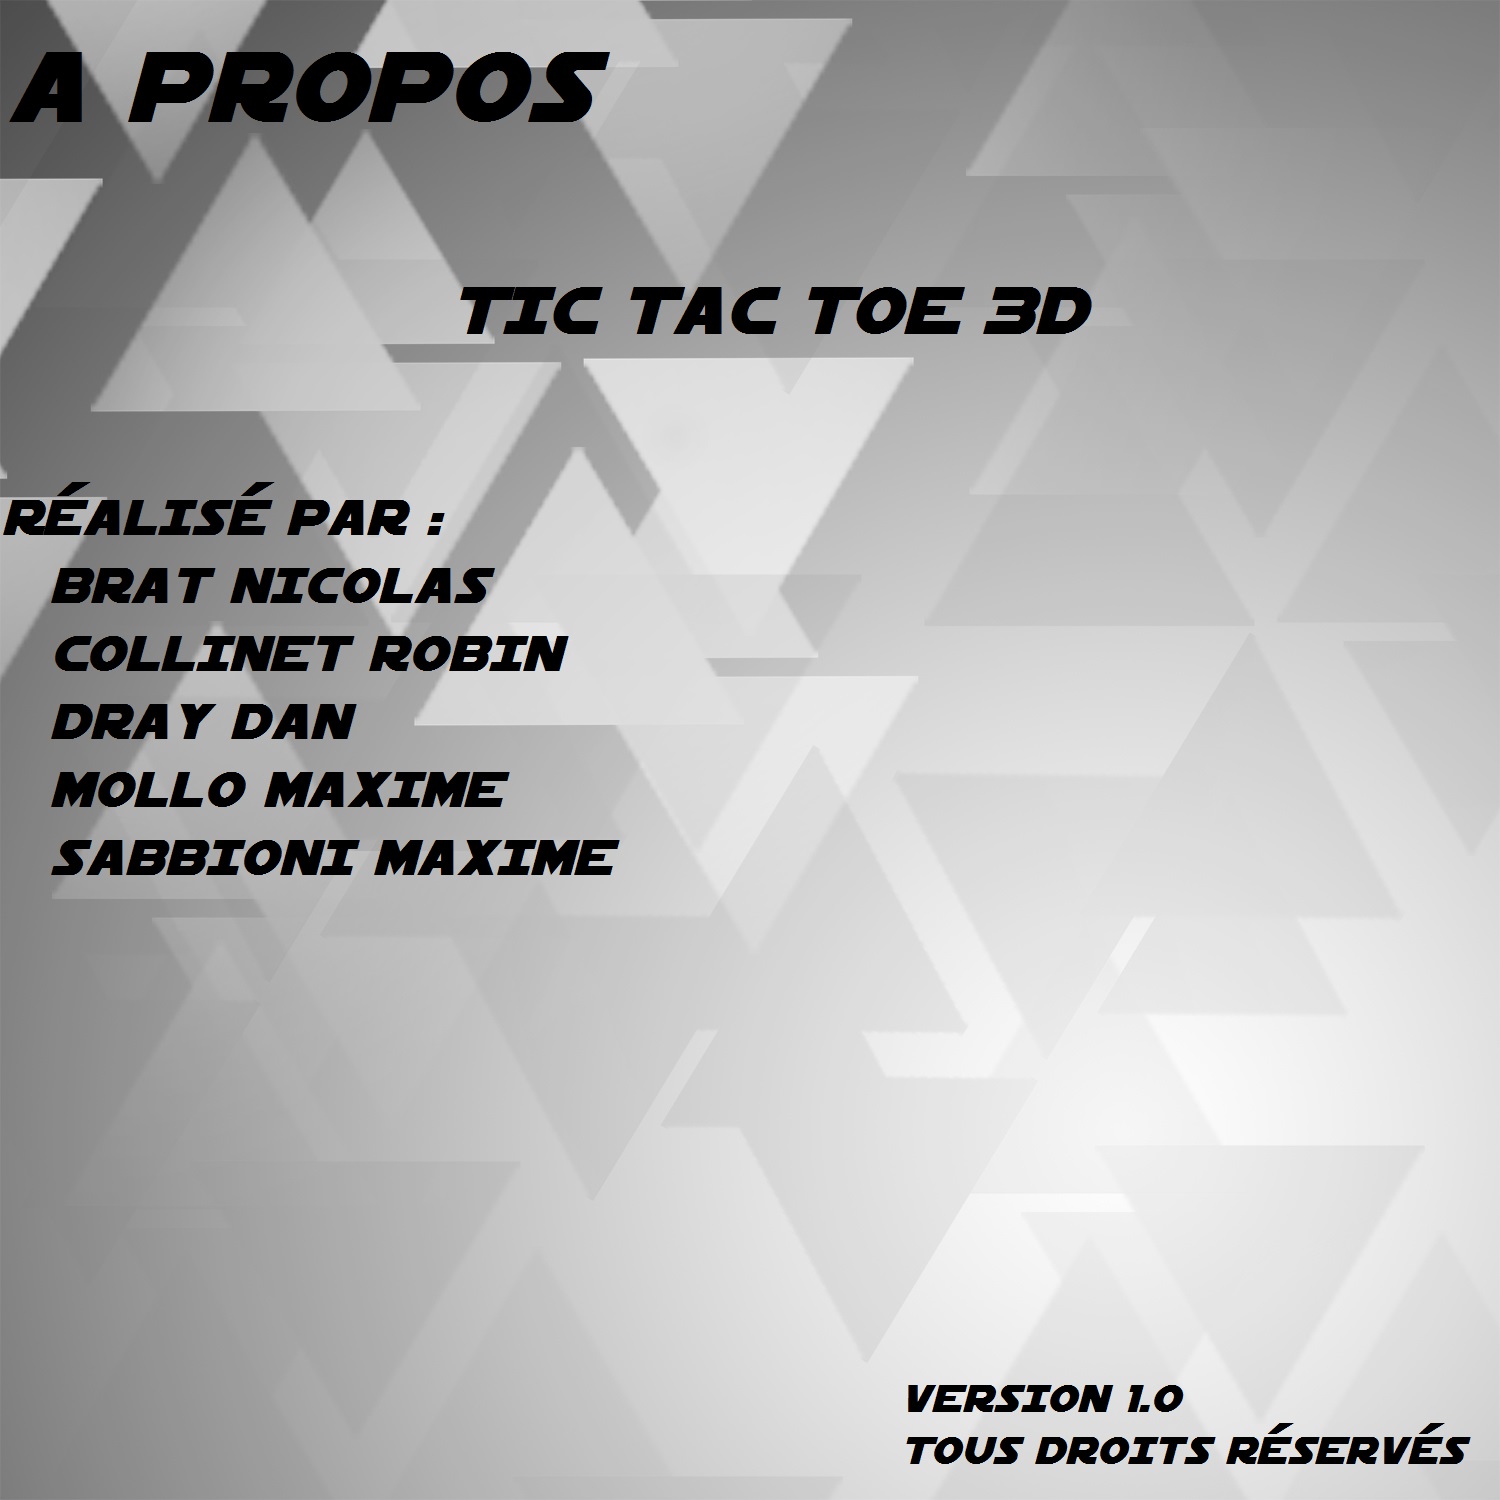 A PROPOS
TIC TAC TOE 3D
RÉALISÉ PAR :
BRAT NICOLAS
COLLINET ROBIN
DRAY DAN
MOLLO MAXIME
SABBIONI MAXIME
VERSION 1.0
TOUS DROITS RÉSERVÉS